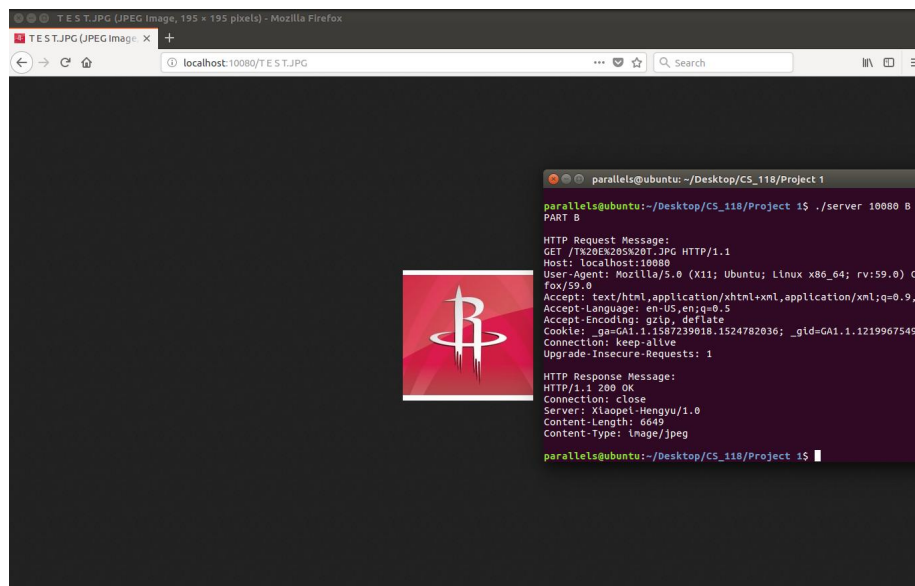 T E S T.JPG (JPEG Image, 195 × 195 pixels) - Mozilla Firefox
T E S T.JPG (JPEG Image
localhost:10080/T E S T.JPG
Search
parallels@ubuntu: ~/Desktop/CS_118/Project 1
parallels@ubuntu:~/Desktop/CS_118/Project 1$ ./server 10080 B
PART B
HTTP Request Message:
GET /T%20E%20S%20T.JPG HTTP/1.1
Host: localhost:10080
User-Agent: Mozilla/5.0 (X11; Ubuntu; Linux x86_64; rv:59.0)
fox/59.0
Accept: text/html,application/xhtml+xml,application/xml;q=0.9,
Accept-Language: en-US,en;q=0.5
Accept-Encoding: gzip, deflate
Cookie: _ga=GA1.1.1587239018.1524782036; _gid=GA1.1.1219967549
Connection: keep-alive
Upgrade-Insecure-Requests: 1
HTTP Response Message:
HTTP/1.1 200 OK
Connection: close
Server: Xiaopei-Hengyu/1.0
Content-Length: 6649
Content-Type: image/jpeg
parallels@ubuntu:~/Desktop/CS_118/Project 1$